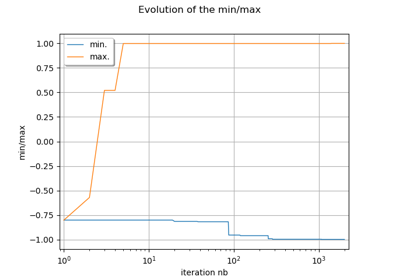 Evolution of the min/max
min.
max.
1.00
0.75
0.50
0.25
0.00
−0.25
−0.50
−0.75
−1.00
min/max
10⁰ 10¹ 10² 10³
iteration nb